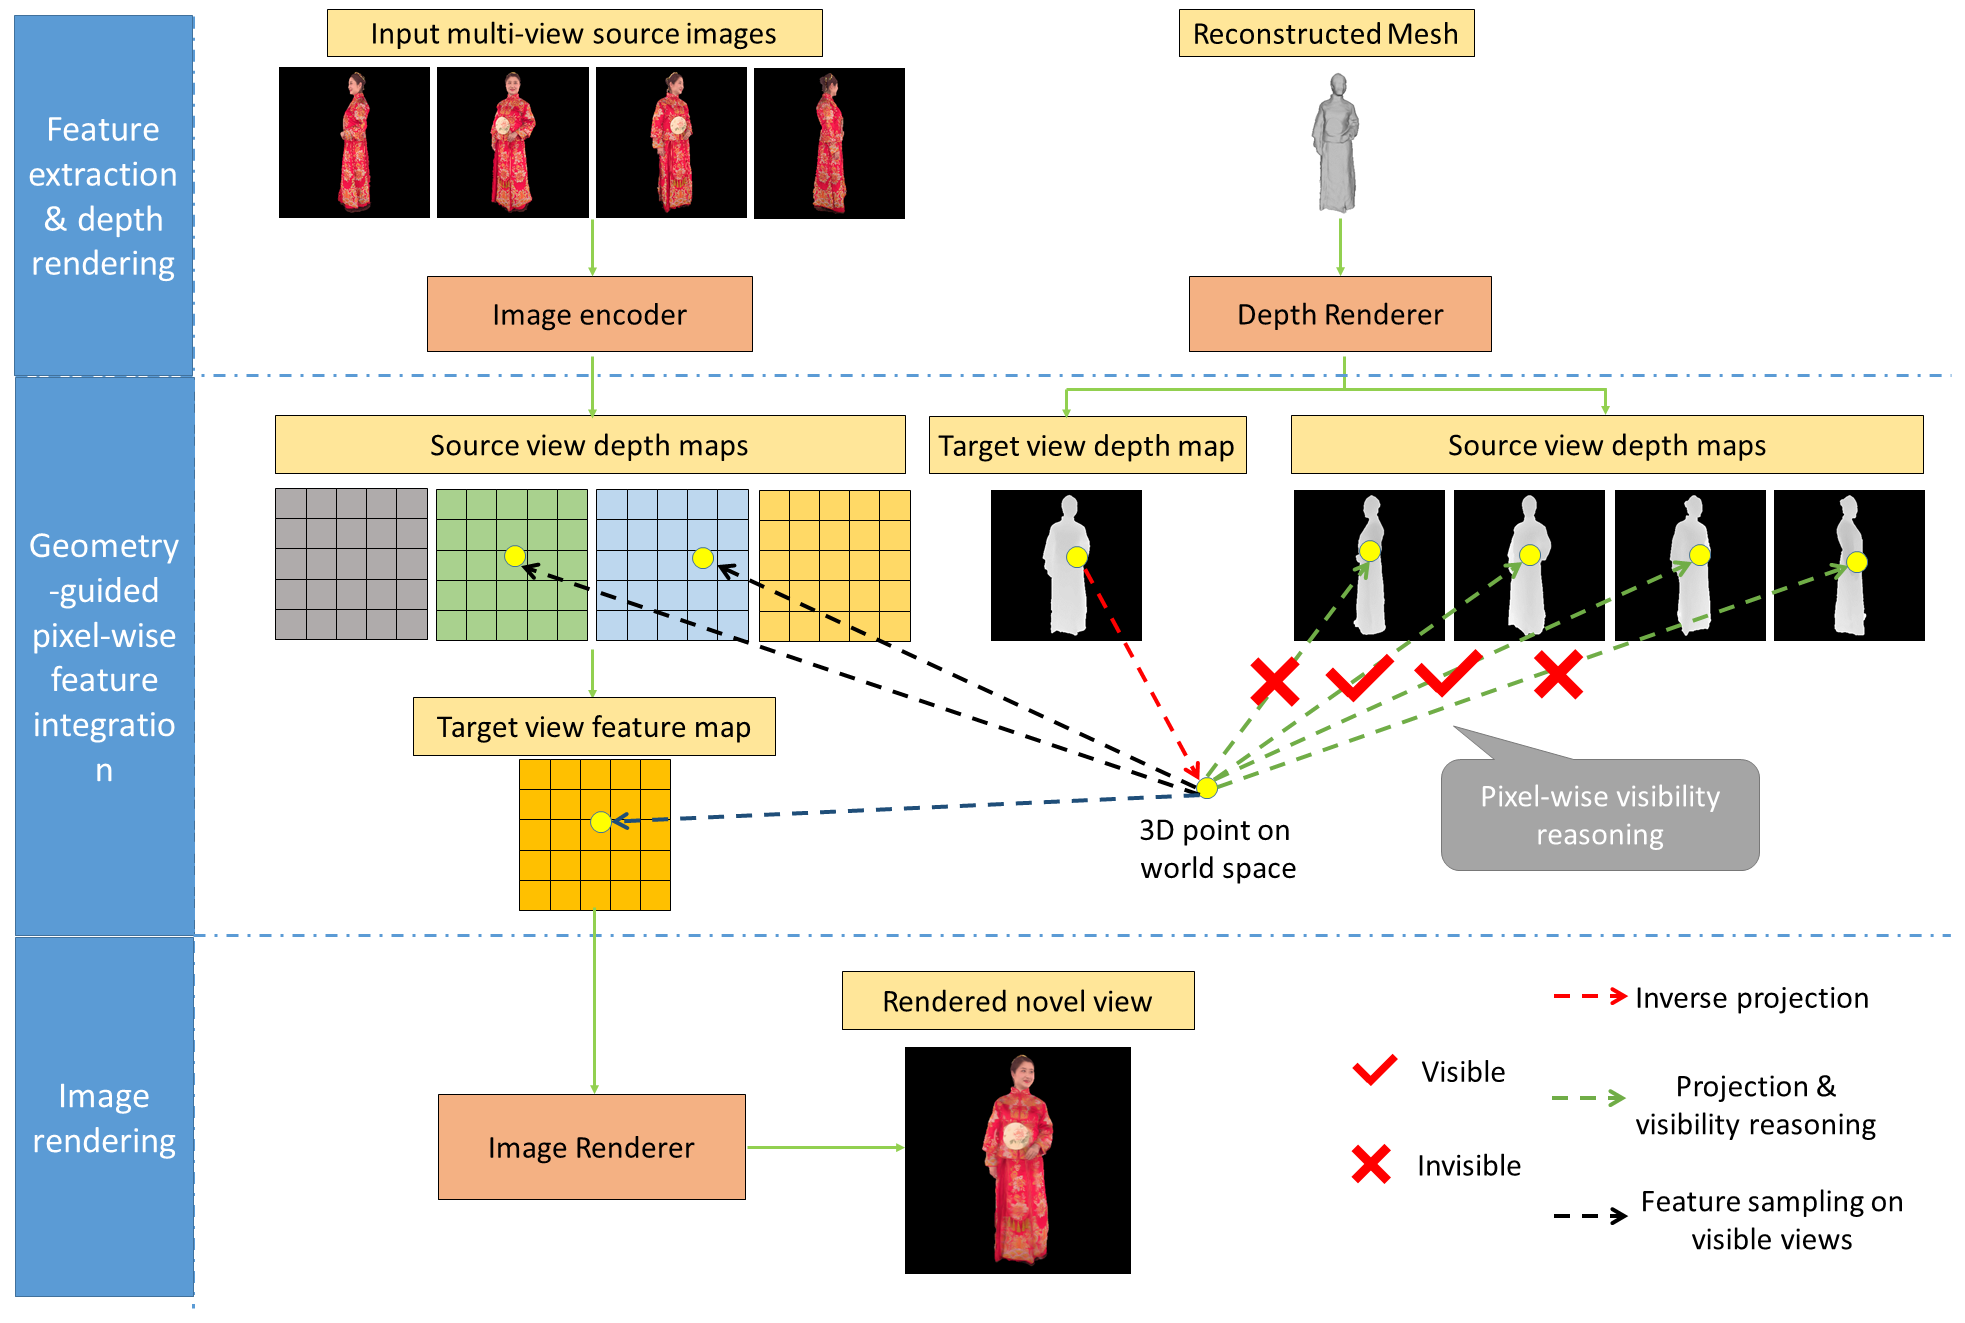 Feature
extraction
& depth
rendering
Input multi-view source images
Reconstructed Mesh
Image encoder
Depth Renderer
Geometry
-guided
pixel-wise
feature
integratio
n
Source view depth maps
Target view depth map
Source view depth maps
Target view feature map
3D point on
world space
Pixel-wise visibility
reasoning
Image
rendering
Rendered novel view
Image Renderer
Visible
Invisible
Inverse projection
Projection &
visibility reasoning
Feature sampling on
visible views